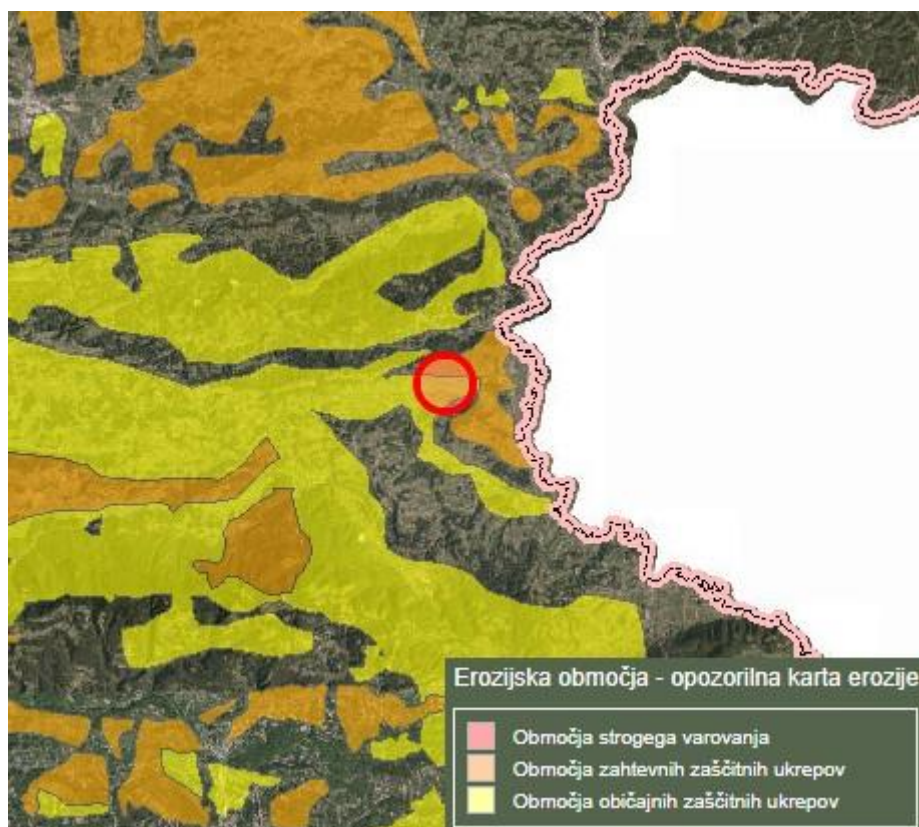 Erozijska območja - opozorilna karta erozije
Območja strogega varovanja
Območja zahtevnih zaščitnih ukrepov
Območja običajnih zaščitnih ukrepov